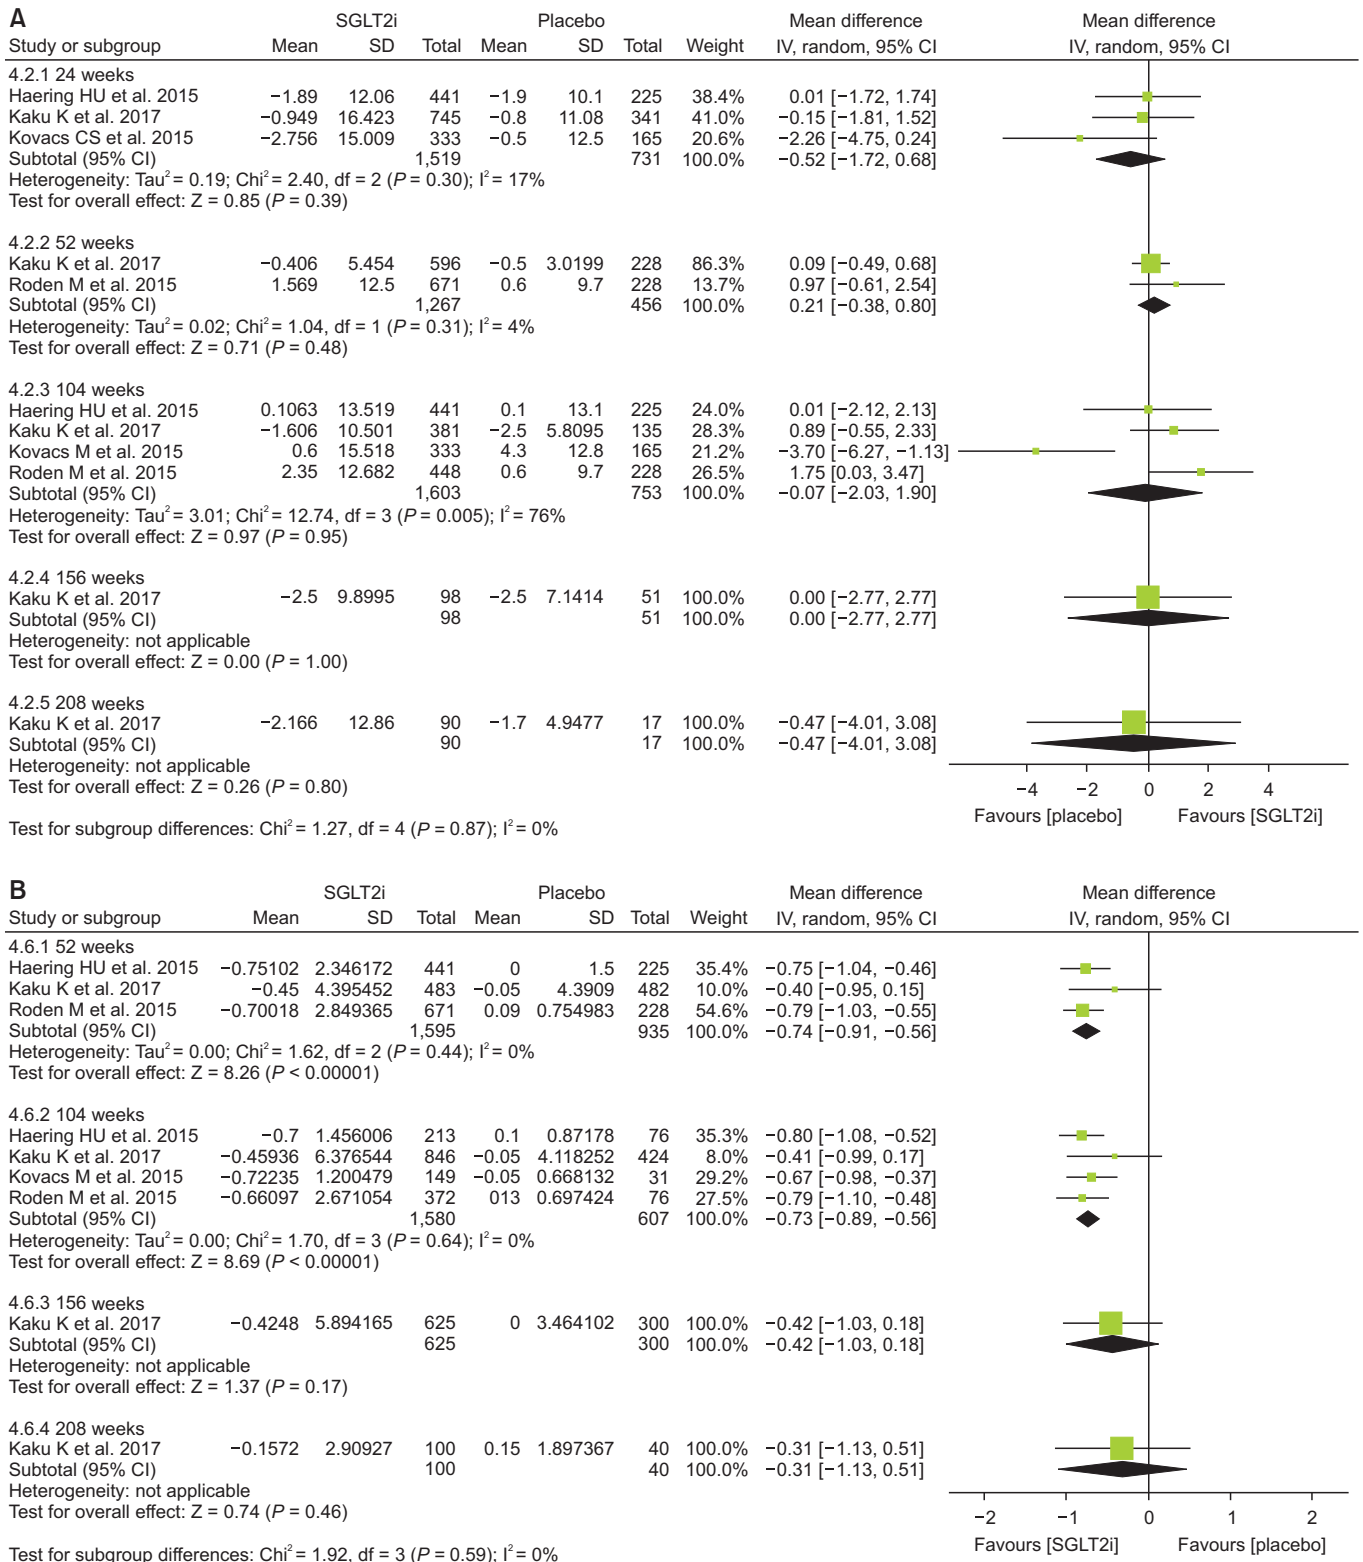 A
SGLT2i Placebo Mean difference Mean difference
Study or subgroup Mean SD Total Mean SD Total Weight IV, random, 95% CI IV, random, 95% CI
4.2.1 24 weeks
Haering HU et al. 2015 −1.89 12.06 441 −1.9 10.1 225 38.4% 0.01 [−1.72, 1.74]
Kaku K et al. 2017 −0.949 16.423 745 −0.8 11.08 341 41.0% −0.15 [−1.81, 1.52]
Kovacs CS et al. 2015 −2.756 15.009 333 −0.5 12.5 165 20.6% −2.26 [−4.75, 0.24]
Subtotal (95% CI) 1,519 731 100.0% −0.52 [−1.72, 0.68]
Heterogeneity: Tau² = 0.19; Chi² = 2.40, df = 2 (P = 0.30); I² = 17%
Test for overall effect: Z = 0.85 (P = 0.39)
4.2.2 52 weeks
Kaku K et al. 2017 −0.406 5.454 596 −0.5 3.0199 228 86.3% 0.09 [−0.49, 0.68]
Roden M et al. 2015 1.569 12.5 671 0.6 9.7 228 13.7% 0.97 [−0.61, 2.54]
Subtotal (95% CI) 1,267 456 100.0% 0.21 [−0.38, 0.80]
Heterogeneity: Tau² = 0.02; Chi² = 1.04, df = 1 (P = 0.31); I² = 4%
Test for overall effect: Z = 0.71 (P = 0.48)
4.2.3 104 weeks
Haering HU et al. 2015 0.1063 13.519 441 0.1 13.1 225 24.0% 0.01 [−2.12, 2.13]
Kaku K et al. 2017 −1.606 10.501 381 −2.5 5.8095 135 28.3% 0.89 [−0.55, 2.33]
Kovacs M et al. 2015 0.6 15.518 333 4.3 12.8 165 21.2% −3.70 [−6.27, −1.13]
Roden M et al. 2015 2.35 12.682 448 0.6 9.7 228 26.5% 1.75 [0.03, 3.47]
Subtotal (95% CI) 1,603 753 100.0% −0.07 [−2.03, 1.90]
Heterogeneity: Tau² = 3.01; Chi² = 12.74, df = 3 (P = 0.005); I² = 76%
Test for overall effect: Z = 0.97 (P = 0.95)
4.2.4 156 weeks
Kaku K et al. 2017 −2.5 9.8995 98 −2.5 7.1414 51 100.0% 0.00 [−2.77, 2.77]
Subtotal (95% CI) 98 51 100.0% 0.00 [−2.77, 2.77]
Heterogeneity: not applicable
Test for overall effect: Z = 0.00 (P = 1.00)
4.2.5 208 weeks
Kaku K et al. 2017 −2.166 12.86 90 −1.7 4.9477 17 100.0% −0.47 [−4.01, 3.08]
Subtotal (95% CI) 90 17 100.0% −0.47 [−4.01, 3.08]
Heterogeneity: not applicable
Test for overall effect: Z = 0.26 (P = 0.80)
−4 −2 0 2 4
Favours [placebo] Favours [SGLT2i]
Test for subgroup differences: Chi² = 1.27, df = 4 (P = 0.87); I² = 0%
B
SGLT2i Placebo Mean difference Mean difference
Study or subgroup Mean SD Total Mean SD Total Weight IV, random, 95% CI IV, random, 95% CI
4.6.1 52 weeks
Haering HU et al. 2015 −0.75102 2.346172 441 0 1.5 225 35.4% −0.75 [−1.04, −0.46]
Kaku K et al. 2017 −0.45 4.395452 483 −0.05 4.3909 482 10.0% −0.40 [−0.95, 0.15]
Roden M et al. 2015 −0.70018 2.849365 671 0.09 0.754983 228 54.6% −0.79 [−1.03, −0.55]
Subtotal (95% CI) 1,595 935 100.0% −0.74 [−0.91, −0.56]
Heterogeneity: Tau² = 0.00; Chi² = 1.62, df = 2 (P = 0.44); I² = 0%
Test for overall effect: Z = 8.26 (P < 0.00001)
4.6.2 104 weeks
Haering HU et al. 2015 −0.7 1.456006 213 0.1 0.87178 76 35.3% −0.80 [−1.08, −0.52]
Kaku K et al. 2017 −0.45936 6.376544 846 −0.05 4.118252 424 8.0% −0.41 [−0.99, 0.17]
Kovacs M et al. 2015 −0.72235 1.200479 149 −0.05 0.668132 31 29.2% −0.67 [−0.98, −0.37]
Roden M et al. 2015 −0.66097 2.671054 372 013 0.697424 76 27.5% −0.79 [−1.10, −0.48]
Subtotal (95% CI) 1,580 607 100.0% −0.73 [−0.89, −0.56]
Heterogeneity: Tau² = 0.00; Chi² = 1.70, df = 3 (P = 0.64); I² = 0%
Test for overall effect: Z = 8.69 (P < 0.00001)
4.6.3 156 weeks
Kaku K et al. 2017 −0.4248 5.894165 625 0 3.464102 300 100.0% −0.42 [−1.03, 0.18]
Subtotal (95% CI) 625 300 100.0% −0.42 [−1.03, 0.18]
Heterogeneity: not applicable
Test for overall effect: Z = 1.37 (P = 0.17)
4.6.4 208 weeks
Kaku K et al. 2017 −0.1572 2.90927 100 0.15 1.897367 40 100.0% −0.31 [−1.13, 0.51]
Subtotal (95% CI) 100 40 100.0% −0.31 [−1.13, 0.51]
Heterogeneity: not applicable
Test for overall effect: Z = 0.74 (P = 0.46)
−2 −1 0 1 2
Favours [SGLT2i] Favours [placebo]
Test for subgroup differences: Chi² = 1.92, df = 3 (P = 0.59); I² = 0%